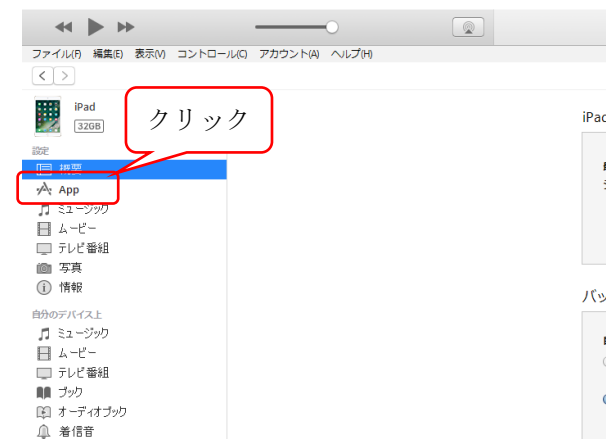 ファイル(F) 編集(E) 表示(V) コントロール(C) アカウント(A) ヘルプ(H)
iPad
32GB
クリック
設定
概要
App
ミュージック
ムービー
テレビ番組
写真
情報
自分のデバイス上
ミュージック
ムービー
テレビ番組
ブック
オーディオブック
着信音
iPad
バッ